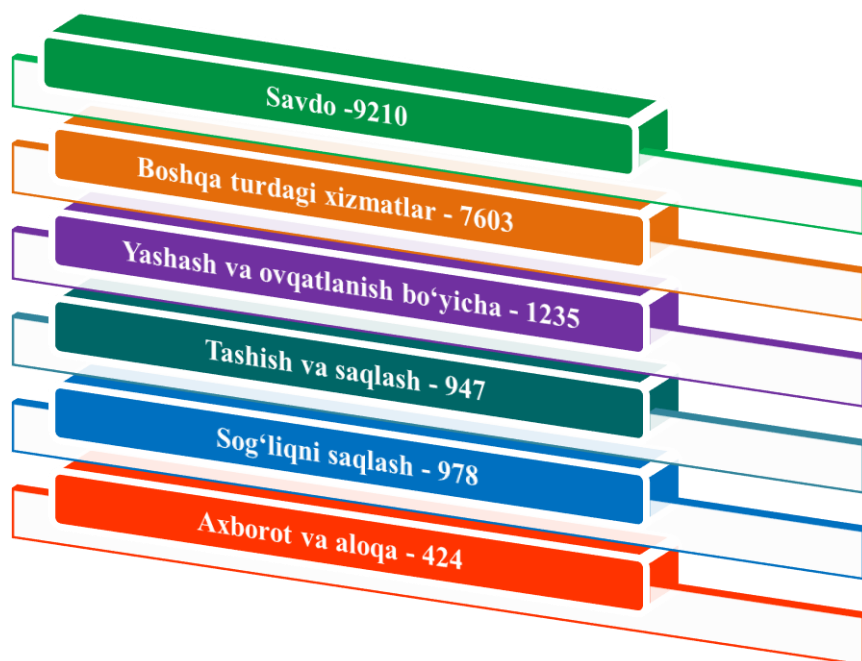 Savdo -9210
Boshqa turdagi xizmatlar - 7603
Yashash va ovqatlanish bo‘yicha - 1235
Tashish va saqlash - 947
Sog‘liqni saqlash - 978
Axborot va aloqa - 424